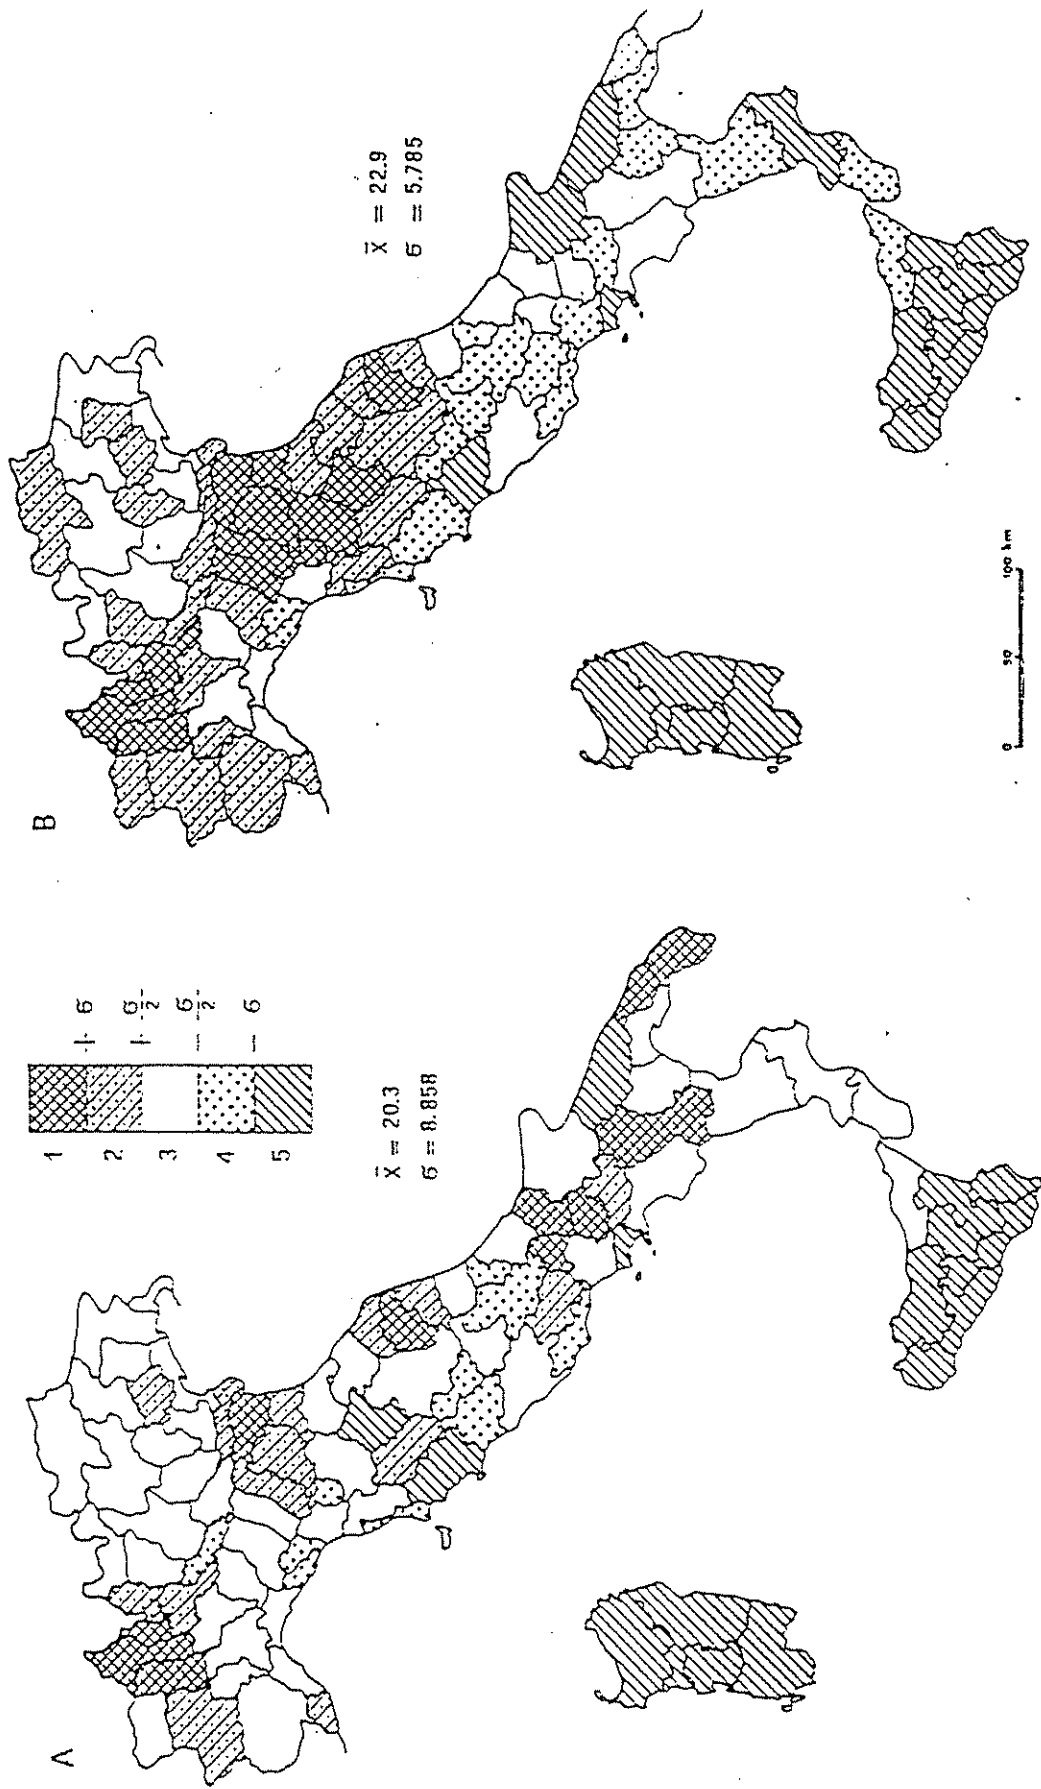 A
1
2
3
4
5
+ σ
+ σ/2
− σ/2
− σ
X̄ = 20.3
σ = 8.858
B
X̄ = 22.9
σ = 5.785
0 50 100 km